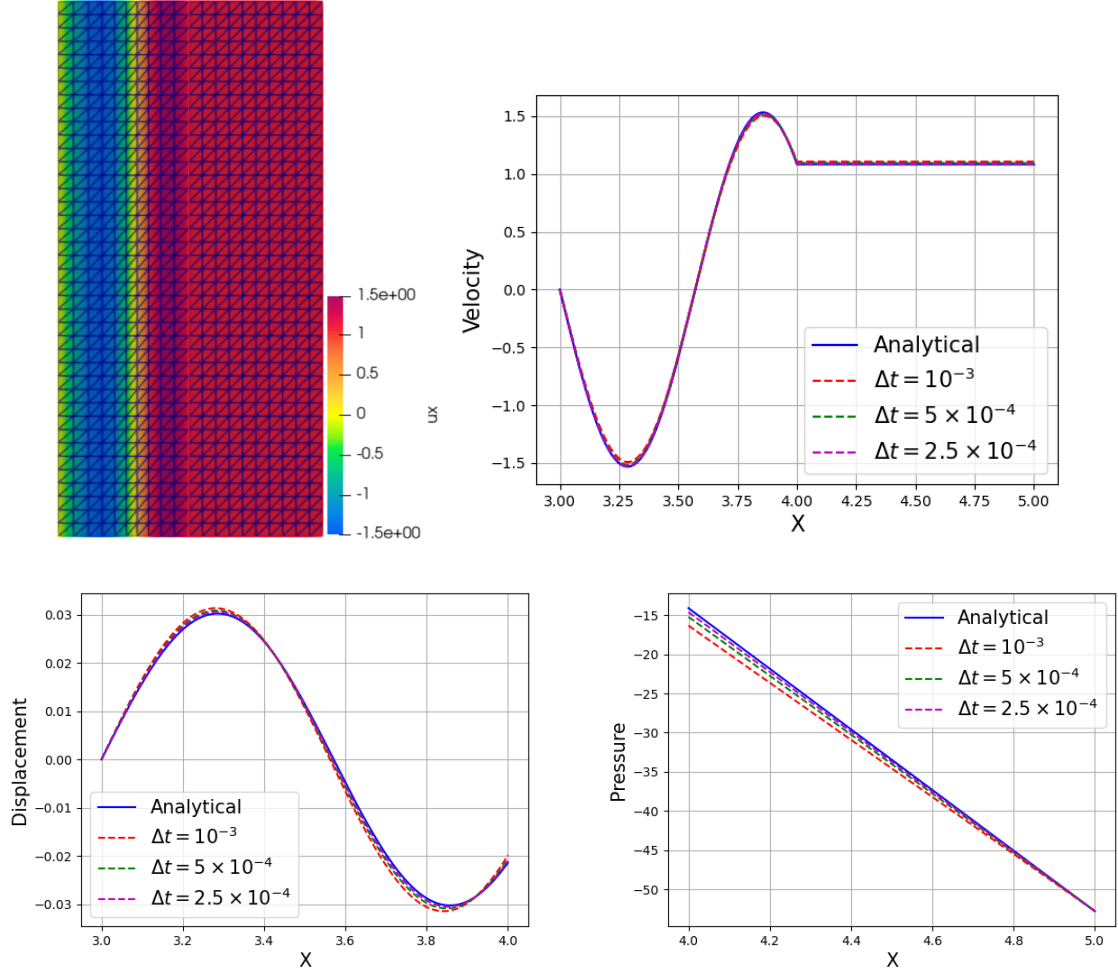 1.5e+00
1
0.5
0
-0.5
-1
-1.5e+00
ux
1.5
1.0
0.5
0.0
−0.5
−1.0
−1.5
Velocity
Analytical
Δt = 10⁻³
Δt = 5 × 10⁻⁴
Δt = 2.5 × 10⁻⁴
3.00 3.25 3.50 3.75 4.00 4.25 4.50 4.75 5.00
X
0.03
0.02
0.01
0.00
−0.01
−0.02
−0.03
Displacement
Analytical
Δt = 10⁻³
Δt = 5 × 10⁻⁴
Δt = 2.5 × 10⁻⁴
3.0 3.2 3.4 3.6 3.8 4.0
X
−15
−20
−25
−30
−35
−40
−45
−50
Pressure
Analytical
Δt = 10⁻³
Δt = 5 × 10⁻⁴
Δt = 2.5 × 10⁻⁴
4.0 4.2 4.4 4.6 4.8 5.0
X